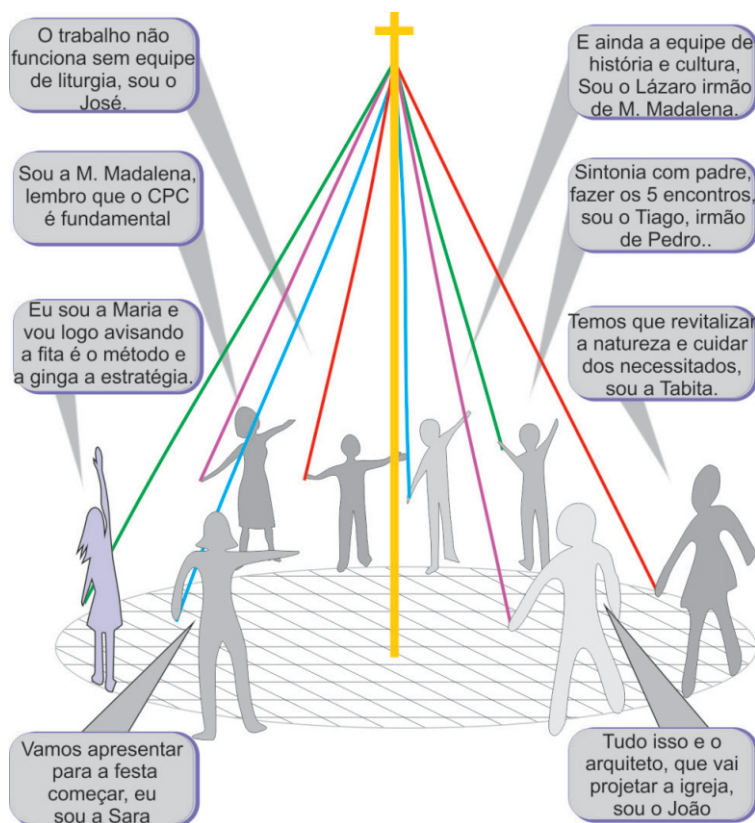 O trabalho não
funciona sem equipe
de liturgia, sou o
José.
E ainda a equipe de
história e cultura,
Sou o Lázaro irmão
de M. Madalena.
Sou a M. Madalena,
lembro que o CPC
é fundamental
Sintonia com padre,
fazer os 5 encontros,
sou o Tiago, irmão
de Pedro..
Eu sou a Maria e
vou logo avisando
a fita é o método e
a ginga a estratégia.
Temos que revitalizar
a natureza e cuidar
dos necessitados,
sou a Tabita.
Vamos apresentar
para a festa
começar, eu
sou a Sara
Tudo isso e o
arquiteto, que vai
projetar a igreja,
sou o João